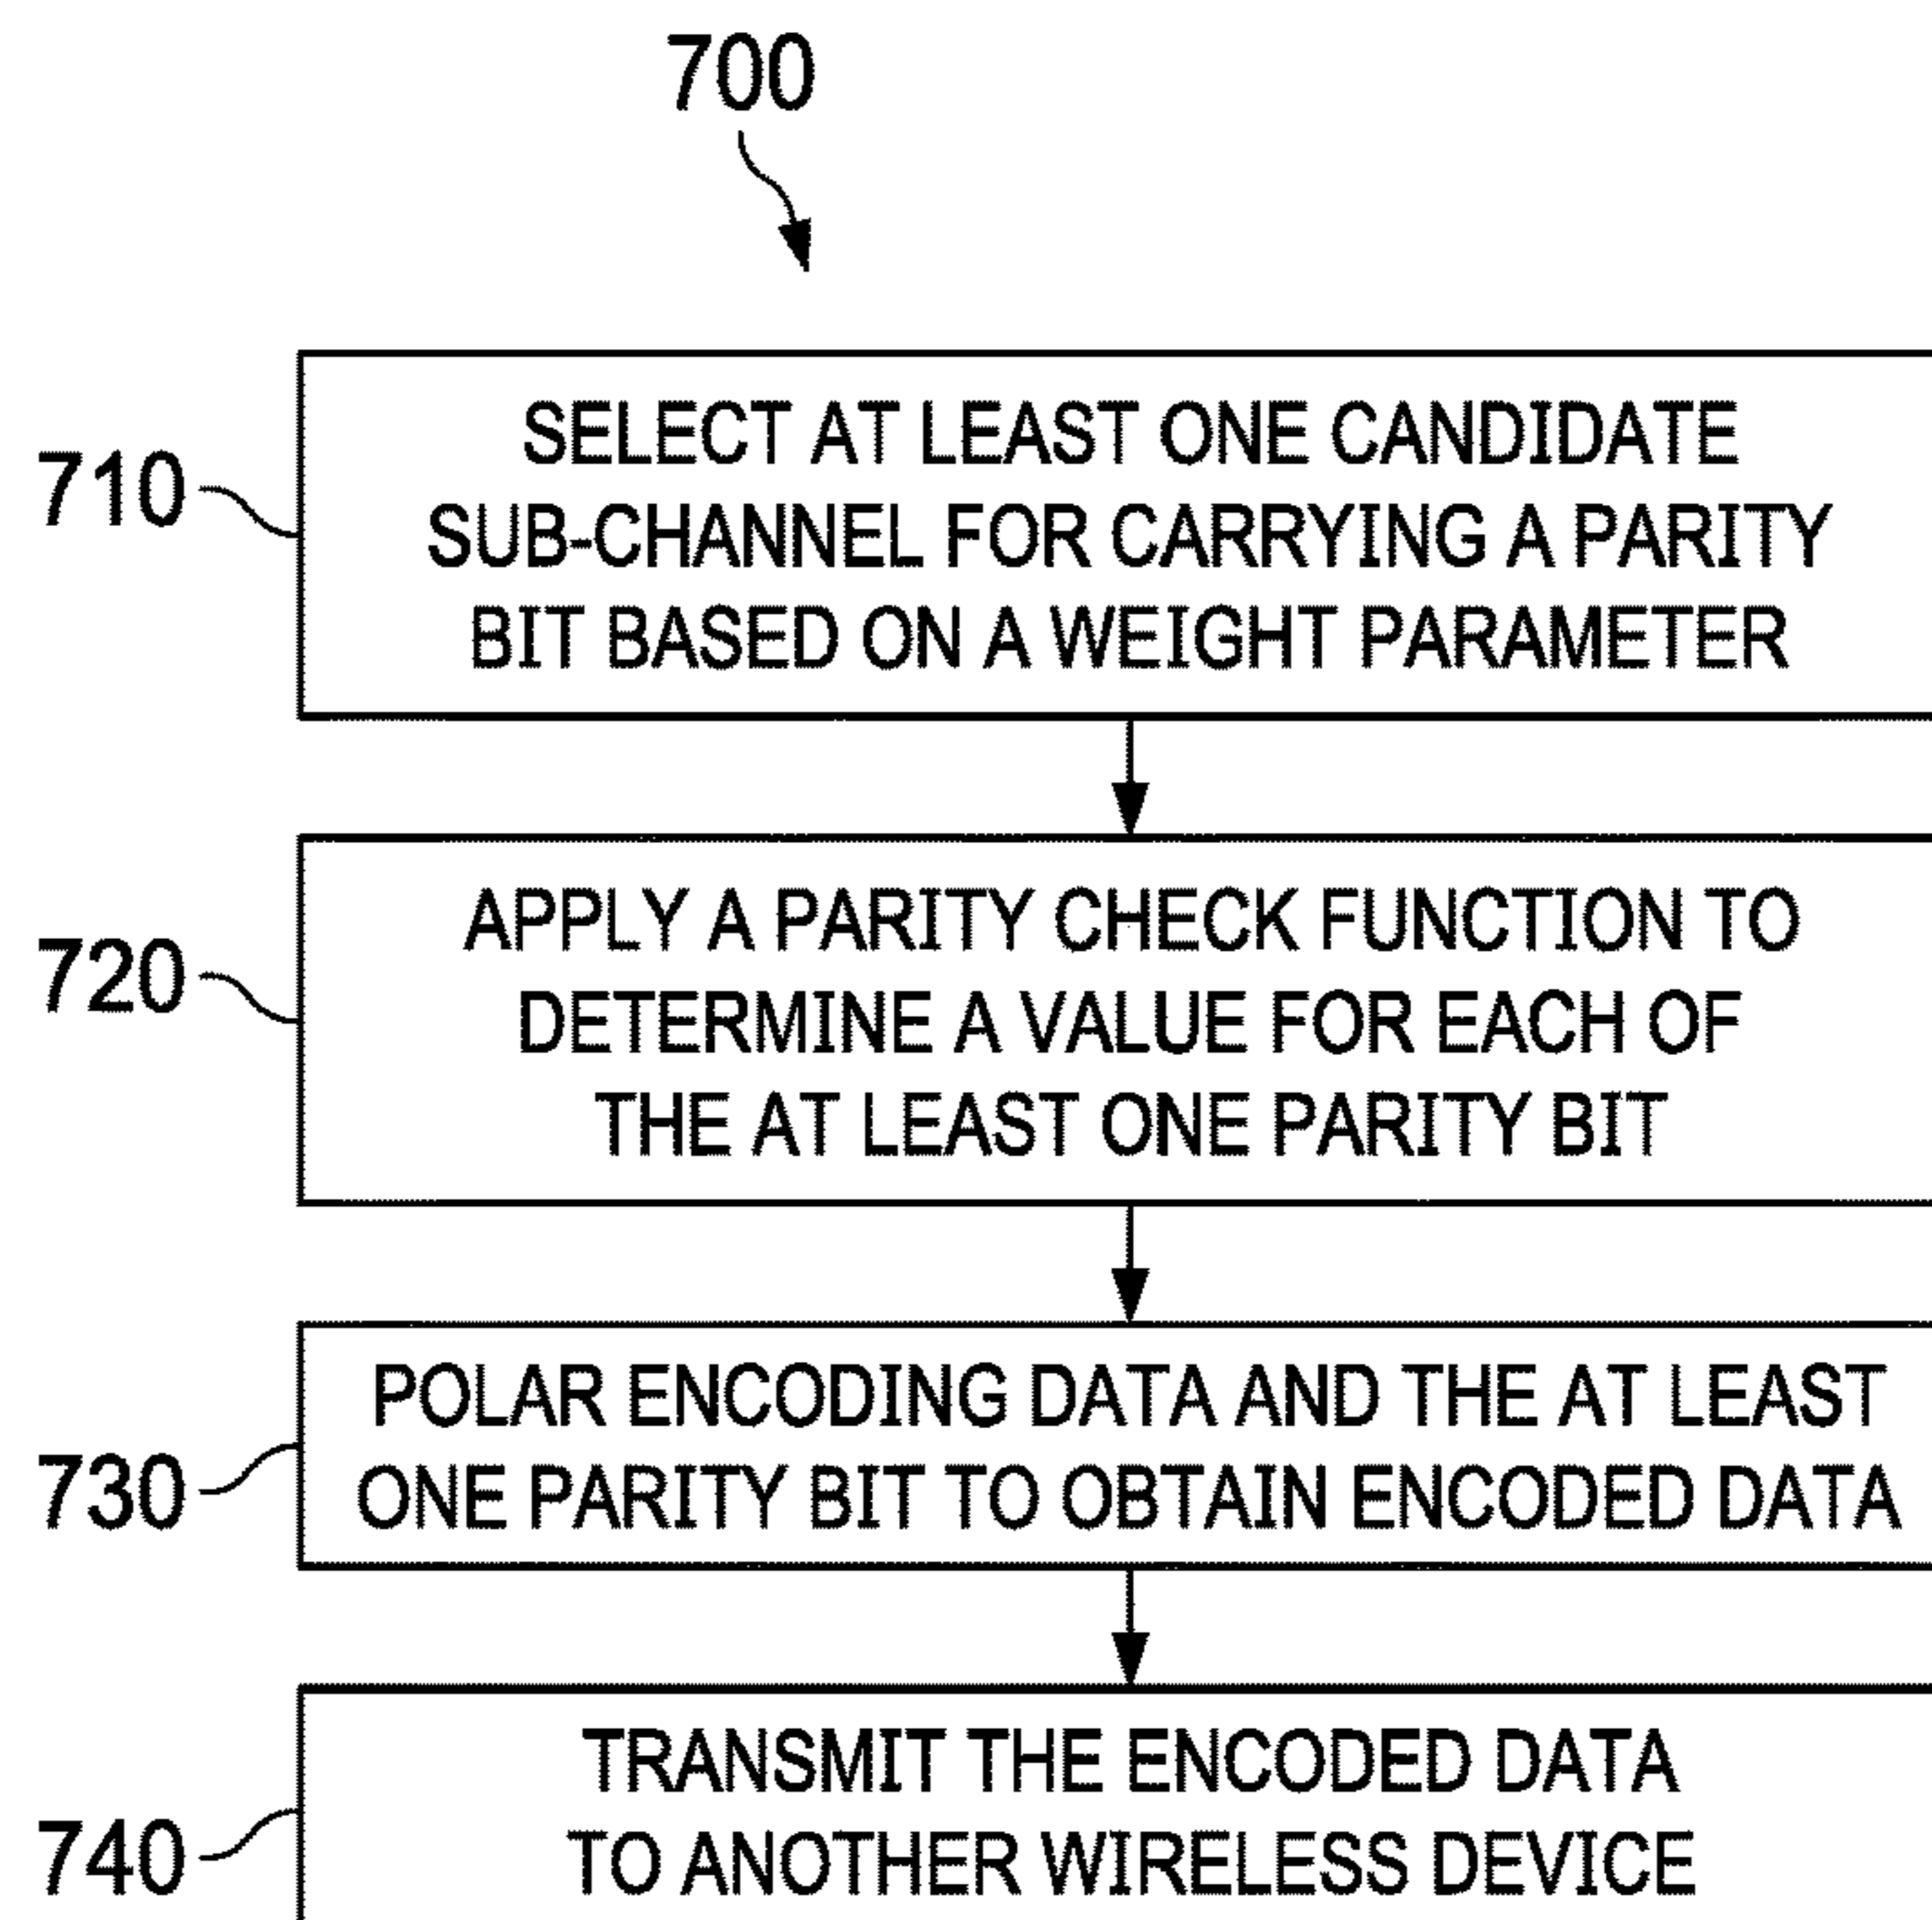 700
710
SELECT AT LEAST ONE CANDIDATE
SUB-CHANNEL FOR CARRYING A PARITY
BIT BASED ON A WEIGHT PARAMETER
720
APPLY A PARITY CHECK FUNCTION TO
DETERMINE A VALUE FOR EACH OF
THE AT LEAST ONE PARITY BIT
730
POLAR ENCODING DATA AND THE AT LEAST
ONE PARITY BIT TO OBTAIN ENCODED DATA
740
TRANSMIT THE ENCODED DATA
TO ANOTHER WIRELESS DEVICE